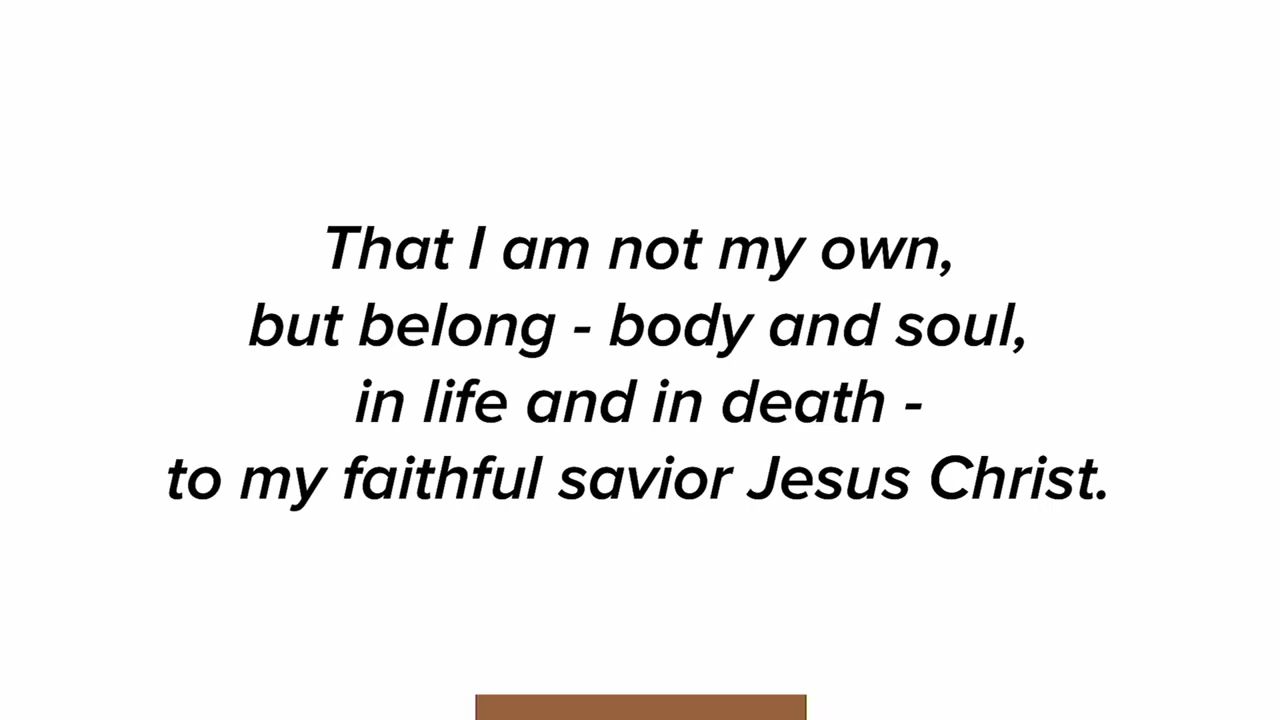 That I am not my own,
but belong - body and soul,
in life and in death -
to my faithful savior Jesus Christ.